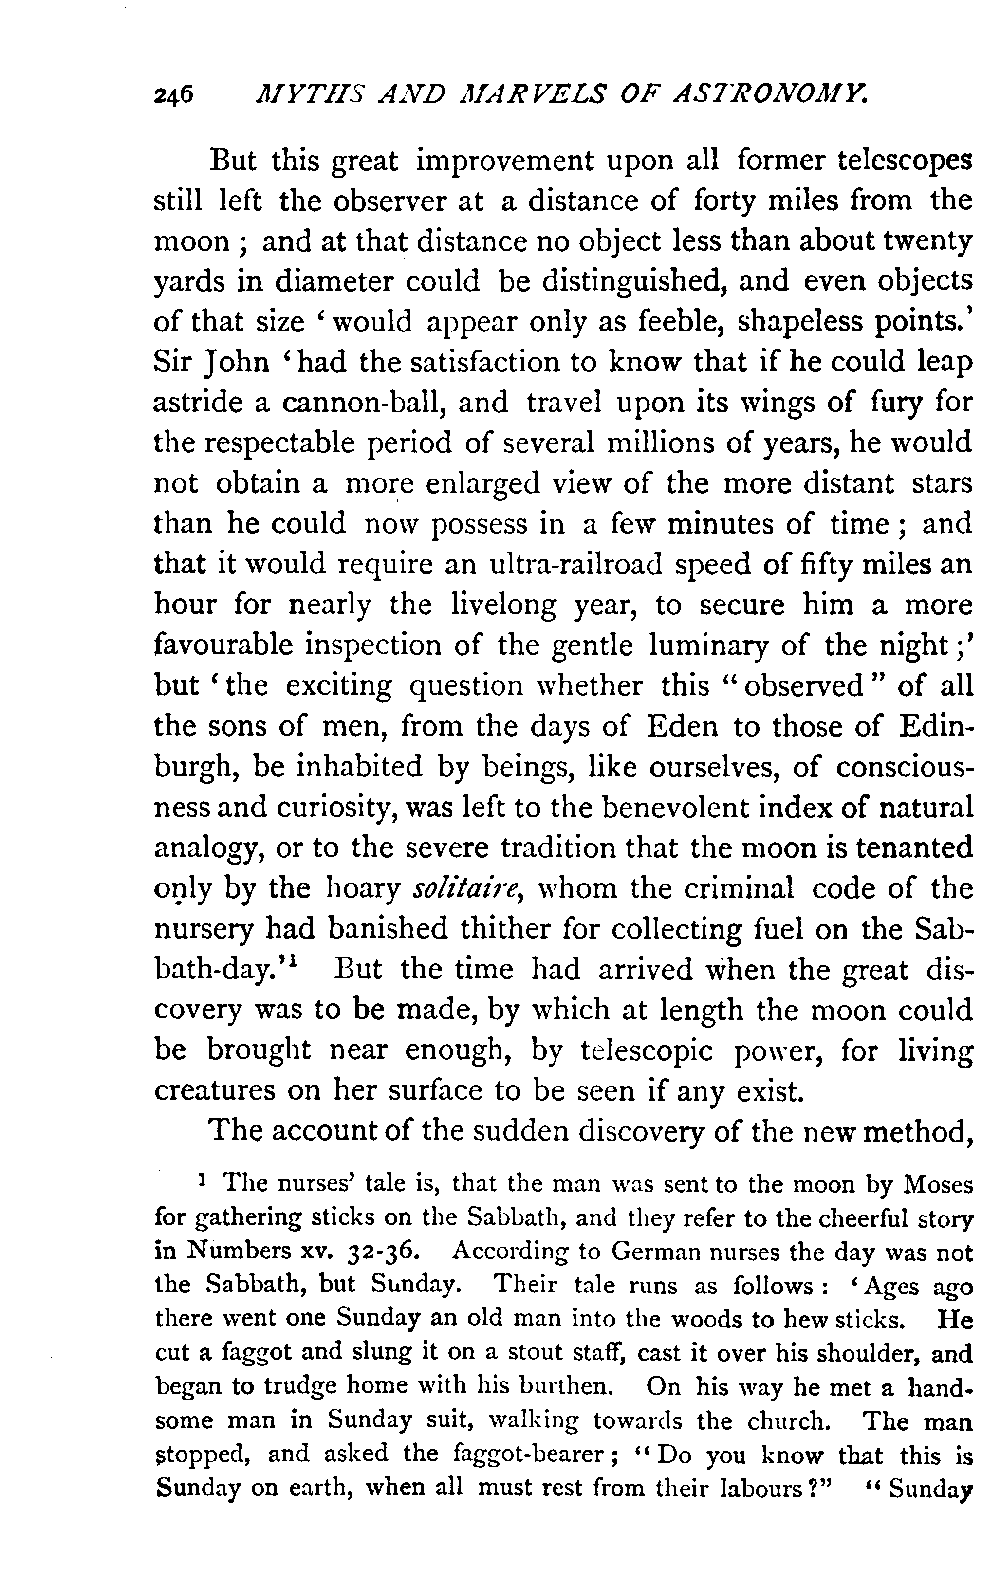 246 MYTHS AND MARVELS OF ASTRONOMY.
But this great improvement upon all former telescopes
still left the observer at a distance of forty miles from the
moon ; and at that distance no object less than about twenty
yards in diameter could be distinguished, and even objects
of that size ‘ would appear only as feeble, shapeless points.’
Sir John ‘ had the satisfaction to know that if he could leap
astride a cannon-ball, and travel upon its wings of fury for
the respectable period of several millions of years, he would
not obtain a more enlarged view of the more distant stars
than he could now possess in a few minutes of time ; and
that it would require an ultra-railroad speed of fifty miles an
hour for nearly the livelong year, to secure him a more
favourable inspection of the gentle luminary of the night ;’
but ‘ the exciting question whether this “ observed ” of all
the sons of men, from the days of Eden to those of Edin-
burgh, be inhabited by beings, like ourselves, of conscious-
ness and curiosity, was left to the benevolent index of natural
analogy, or to the severe tradition that the moon is tenanted
only by the hoary solitaire, whom the criminal code of the
nursery had banished thither for collecting fuel on the Sab-
bath-day.’¹ But the time had arrived when the great dis-
covery was to be made, by which at length the moon could
be brought near enough, by telescopic power, for living
creatures on her surface to be seen if any exist.
The account of the sudden discovery of the new method,
¹ The nurses’ tale is, that the man was sent to the moon by Moses
for gathering sticks on the Sabbath, and they refer to the cheerful story
in Numbers xv. 32-36. According to German nurses the day was not
the Sabbath, but Sunday. Their tale runs as follows : ‘ Ages ago
there went one Sunday an old man into the woods to hew sticks. He
cut a faggot and slung it on a stout staff, cast it over his shoulder, and
began to trudge home with his burthen. On his way he met a hand-
some man in Sunday suit, walking towards the church. The man
stopped, and asked the faggot-bearer ; “ Do you know that this is
Sunday on earth, when all must rest from their labours ?” “ Sunday